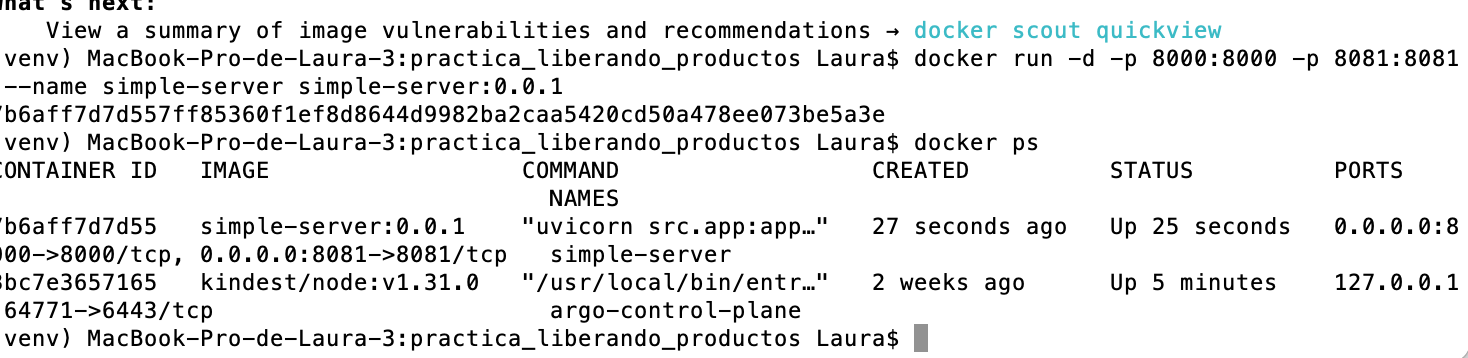 what's next:
View a summary of image vulnerabilities and recommendations → docker scout quickview
venv) MacBook-Pro-de-Laura-3:practica_liberando_productos Laura$ docker run -d -p 8000:8000 -p 8081:8081
--name simple-server simple-server:0.0.1
7b6aff7d7d557ff85360f1ef8d8644d9982ba2caa5420cd50a478ee073be5a3e
venv) MacBook-Pro-de-Laura-3:practica_liberando_productos Laura$ docker ps
CONTAINER ID   IMAGE   COMMAND   CREATED   STATUS   PORTS
NAMES
7b6aff7d7d55   simple-server:0.0.1   "uvicorn src.app:app…"   27 seconds ago   Up 25 seconds   0.0.0.0:8
000->8000/tcp, 0.0.0.0:8081->8081/tcp   simple-server
3bc7e3657165   kindest/node:v1.31.0   "/usr/local/bin/entr…"   2 weeks ago   Up 5 minutes   127.0.0.1
:64771->6443/tcp   argo-control-plane
venv) MacBook-Pro-de-Laura-3:practica_liberando_productos Laura$